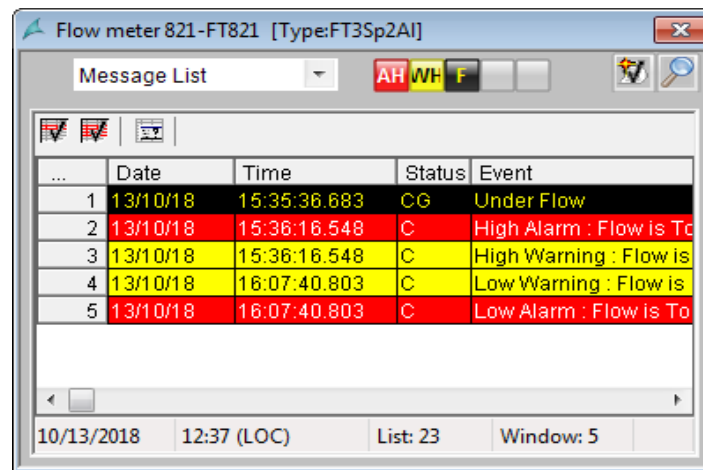 Flow meter 821-FT821 [Type:FT3Sp2AI]
Message List AH WH F
... Date Time Status Event
1 13/10/18 15:35:36.683 CG Under Flow
2 13/10/18 15:36:16.548 C High Alarm : Flow is To
3 13/10/18 15:36:16.548 C High Warning : Flow is
4 13/10/18 16:07:40.803 C Low Warning : Flow is
5 13/10/18 16:07:40.803 C Low Alarm : Flow is To
10/13/2018 12:37 (LOC) List: 23 Window: 5